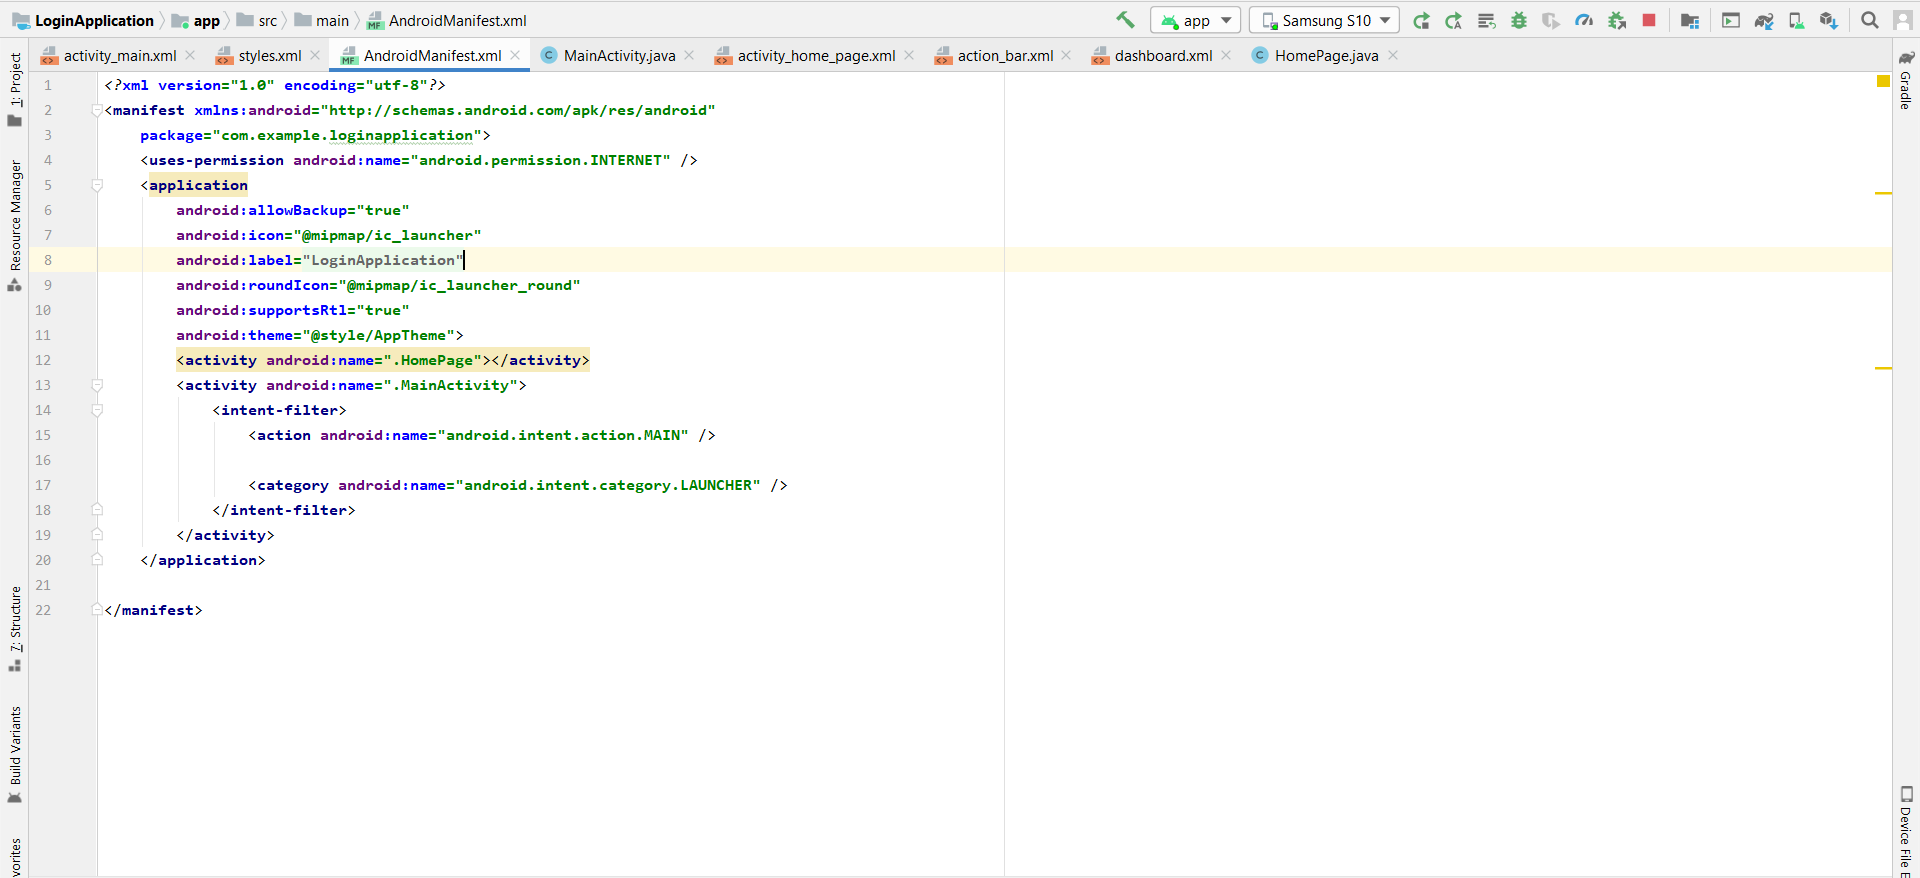 LoginApplication app src main AndroidManifest.xml app Samsung S10
activity_main.xml styles.xml AndroidManifest.xml MainActivity.java activity_home_page.xml action_bar.xml dashboard.xml HomePage.java
1: Project
Resource Manager
7: Structure
Build Variants
Gradle
1 <?xml version="1.0" encoding="utf-8"?>
2 <manifest xmlns:android="http://schemas.android.com/apk/res/android"
3 package="com.example.loginapplication">
4 <uses-permission android:name="android.permission.INTERNET" />
5 <application
6 android:allowBackup="true"
7 android:icon="@mipmap/ic_launcher"
8 android:label="LoginApplication"
9 android:roundIcon="@mipmap/ic_launcher_round"
10 android:supportsRtl="true"
11 android:theme="@style/AppTheme">
12 <activity android:name=".HomePage"></activity>
13 <activity android:name=".MainActivity">
14 <intent-filter>
15 <action android:name="android.intent.action.MAIN" />
16
17 <category android:name="android.intent.category.LAUNCHER" />
18 </intent-filter>
19 </activity>
20 </application>
21
22 </manifest>
Device File E
vorites